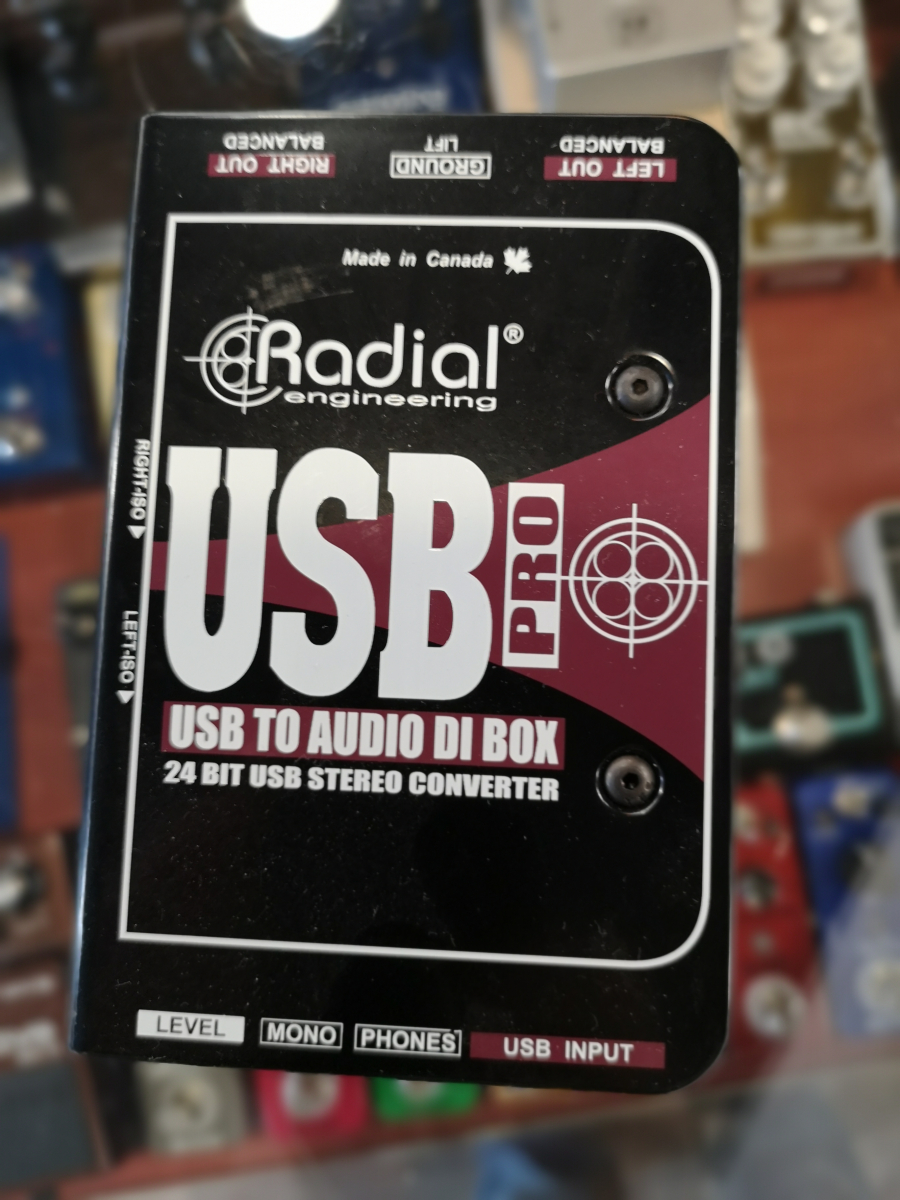 RIGHT OUT
BALANCED
GROUND
LIFT
LEFT OUT
BALANCED
Made in Canada
Radial®
engineering
RIGHT-ISO
LEFT-ISO
USB
PRO
USB TO AUDIO DI BOX
24 BIT USB STEREO CONVERTER
LEVEL
MONO
PHONES
USB INPUT